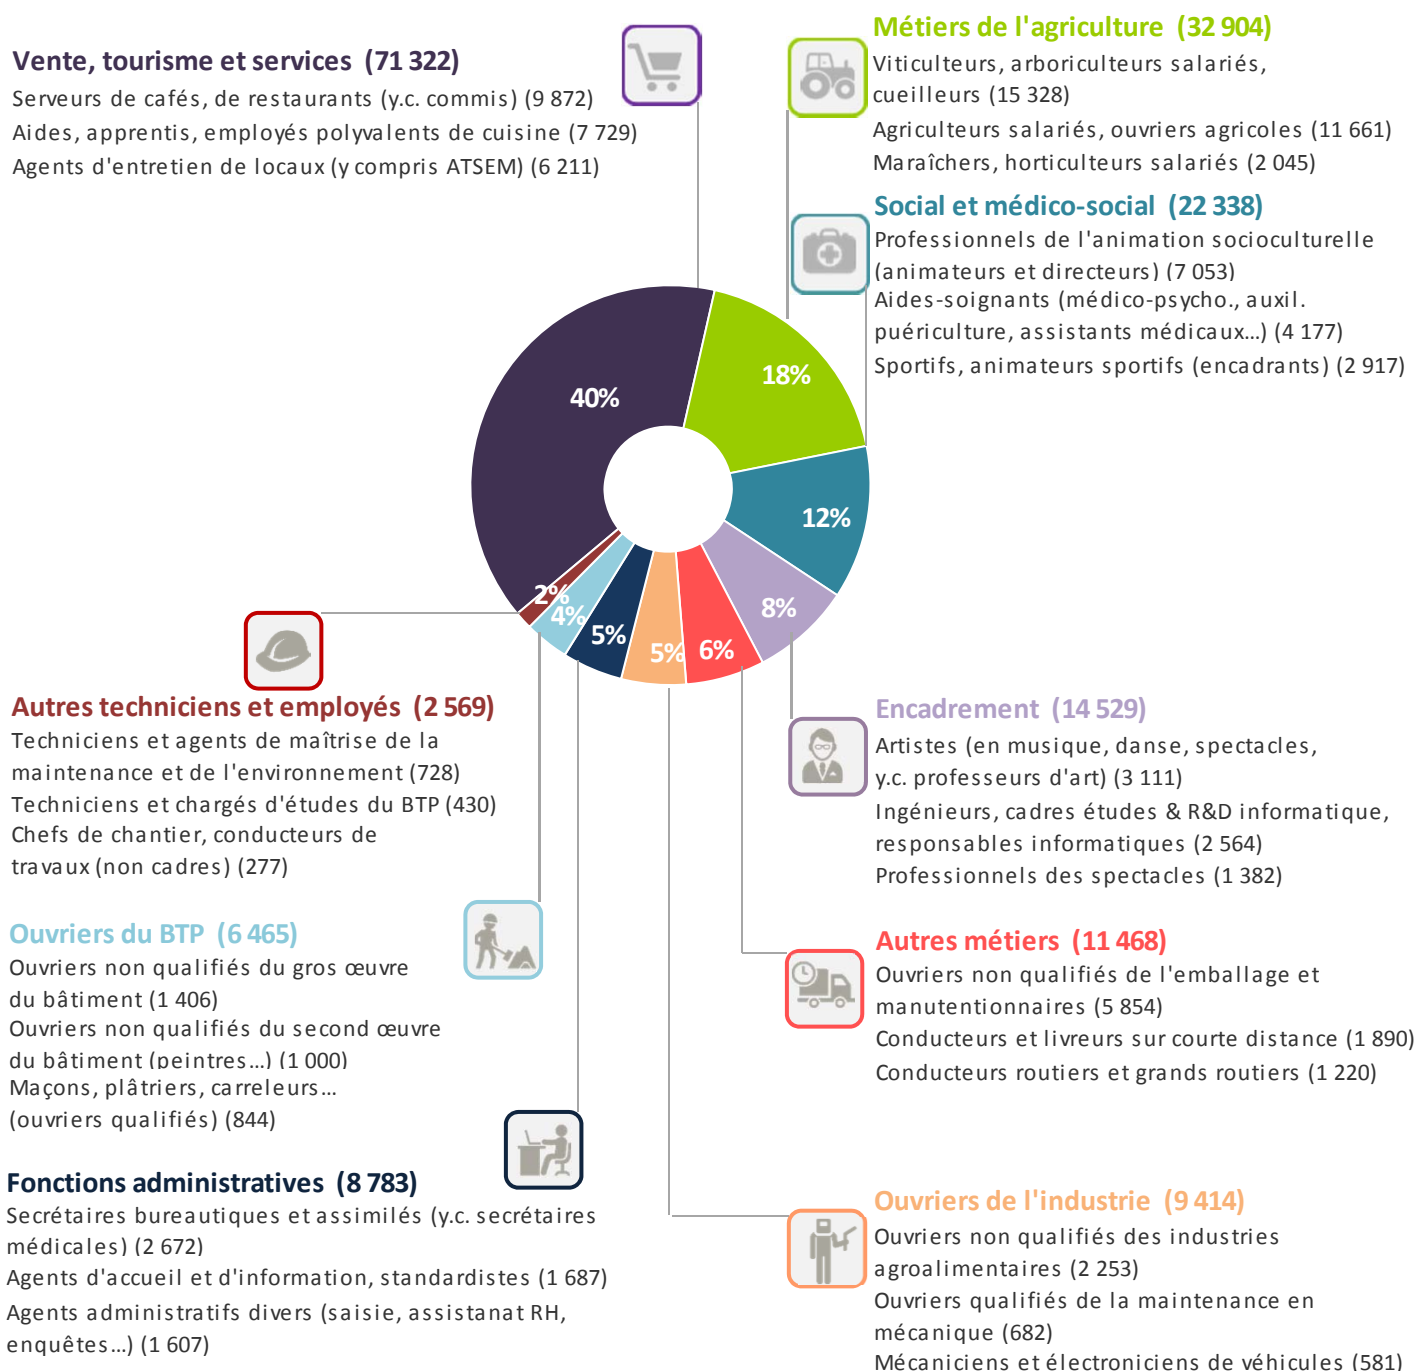 Vente, tourisme et services (71 322)
Serveurs de cafés, de restaurants (y.c. commis) (9 872)
Aides, apprentis, employés polyvalents de cuisine (7 729)
Agents d'entretien de locaux (y compris ATSEM) (6 211)
Métiers de l'agriculture (32 904)
Viticulteurs, arboriculteurs salariés,
cueilleurs (15 328)
Agriculteurs salariés, ouvriers agricoles (11 661)
Maraîchers, horticulteurs salariés (2 045)
Social et médico-social (22 338)
Professionnels de l'animation socioculturelle
(animateurs et directeurs) (7 053)
Aides-soignants (médico-psycho., auxil.
puériculture, assistants médicaux…) (4 177)
Sportifs, animateurs sportifs (encadrants) (2 917)
40%
18%
12%
8%
6%
5%
5%
4%
2%
Autres techniciens et employés (2 569)
Techniciens et agents de maîtrise de la
maintenance et de l'environnement (728)
Techniciens et chargés d'études du BTP (430)
Chefs de chantier, conducteurs de
travaux (non cadres) (277)
Encadrement (14 529)
Artistes (en musique, danse, spectacles,
y.c. professeurs d'art) (3 111)
Ingénieurs, cadres études & R&D informatique,
responsables informatiques (2 564)
Professionnels des spectacles (1 382)
Ouvriers du BTP (6 465)
Ouvriers non qualifiés du gros œuvre
du bâtiment (1 406)
Ouvriers non qualifiés du second œuvre
du bâtiment (peintres…) (1 000)
Maçons, plâtriers, carreleurs…
(ouvriers qualifiés) (844)
Autres métiers (11 468)
Ouvriers non qualifiés de l'emballage et
manutentionnaires (5 854)
Conducteurs et livreurs sur courte distance (1 890)
Conducteurs routiers et grands routiers (1 220)
Fonctions administratives (8 783)
Secrétaires bureautiques et assimilés (y.c. secrétaires
médicales) (2 672)
Agents d'accueil et d'information, standardistes (1 687)
Agents administratifs divers (saisie, assistanat RH,
enquêtes…) (1 607)
Ouvriers de l'industrie (9 414)
Ouvriers non qualifiés des industries
agroalimentaires (2 253)
Ouvriers qualifiés de la maintenance en
mécanique (682)
Mécaniciens et électroniciens de véhicules (581)